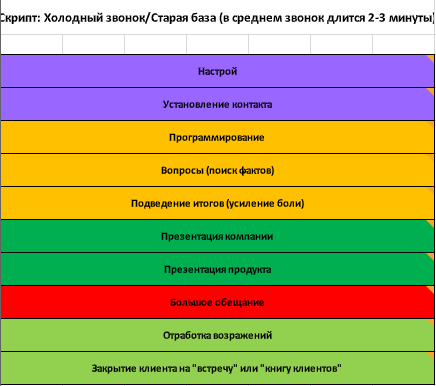 Скрипт: Холодный звонок/Старая база (в среднем звонок длится 2-3 минуты)
Настрой
Установление контакта
Программирование
Вопросы (поиск фактов)
Подведение итогов (усиление боли)
Презентация компании
Презентация продукта
Большое обещание
Отработка возражений
Закрытие клиента на "встречу" или "книгу клиентов"